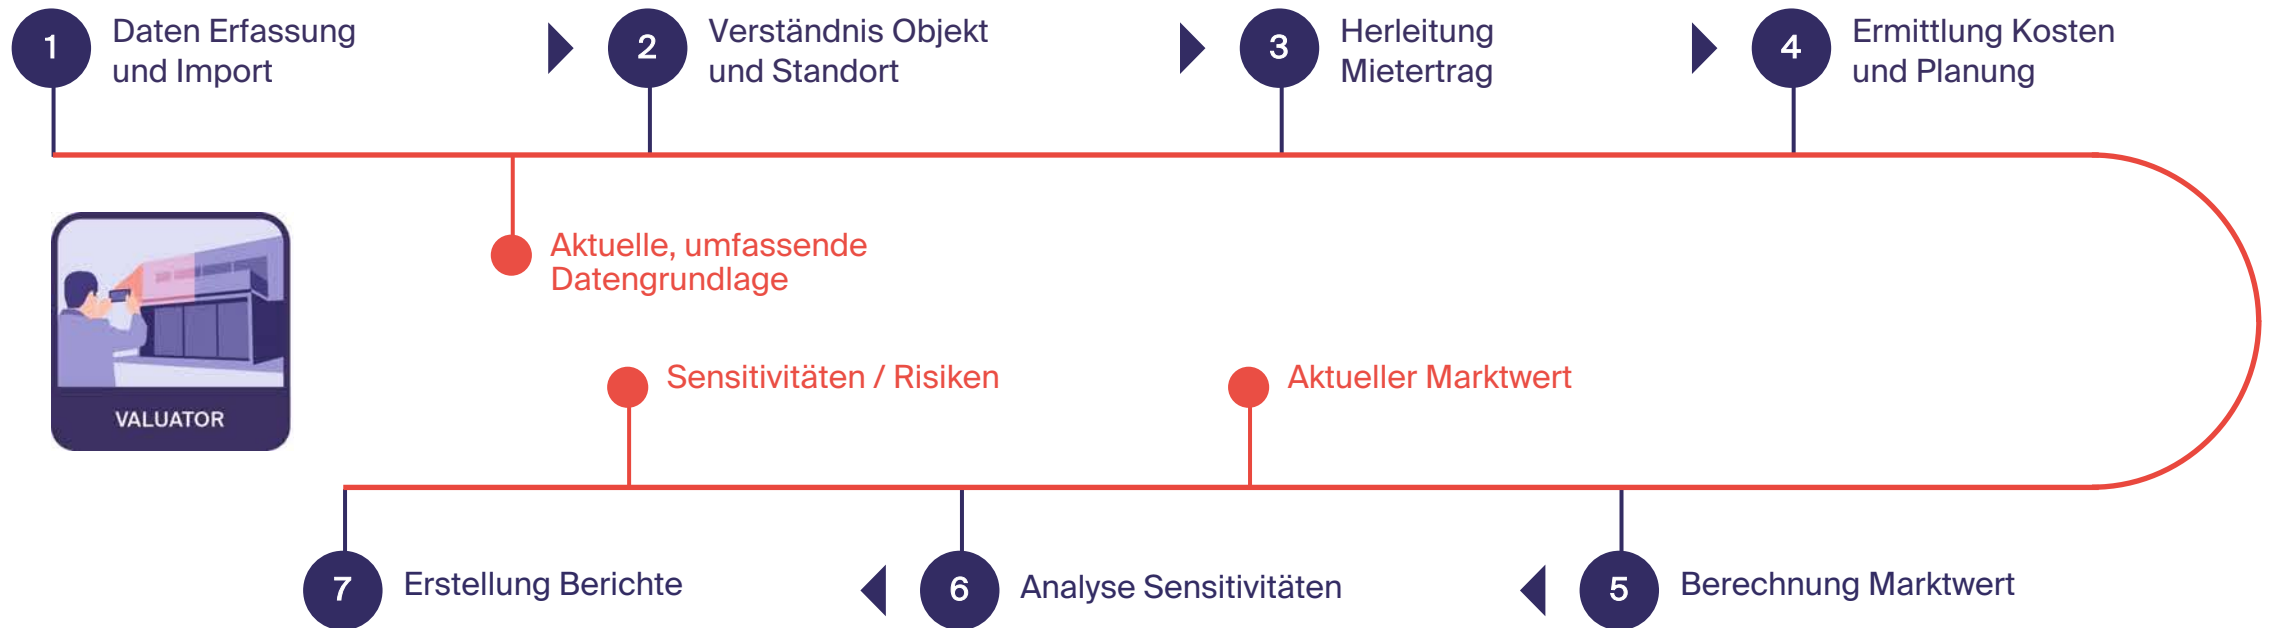 1
Daten Erfassung
und Import
2
Verständnis Objekt
und Standort
3
Herleitung
Mietertrag
4
Ermittlung Kosten
und Planung
Aktuelle, umfassende
Datengrundlage
VALUATOR
Sensitivitäten / Risiken
Aktueller Marktwert
7
Erstellung Berichte
6
Analyse Sensitivitäten
5
Berechnung Marktwert